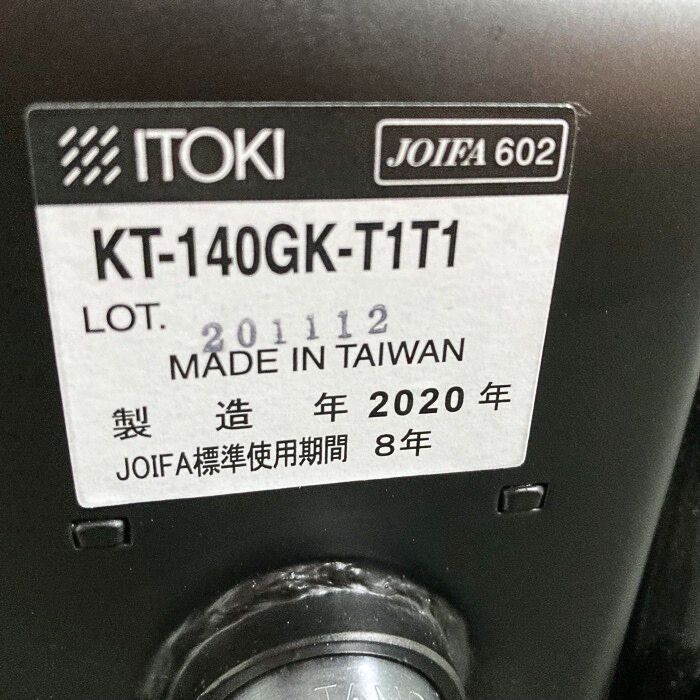 ITOKI JOIFA 602
KT-140GK-T1T1
LOT. 201112
MADE IN TAIWAN
製 造 年 2020 年
JOIFA標準使用期間 8年